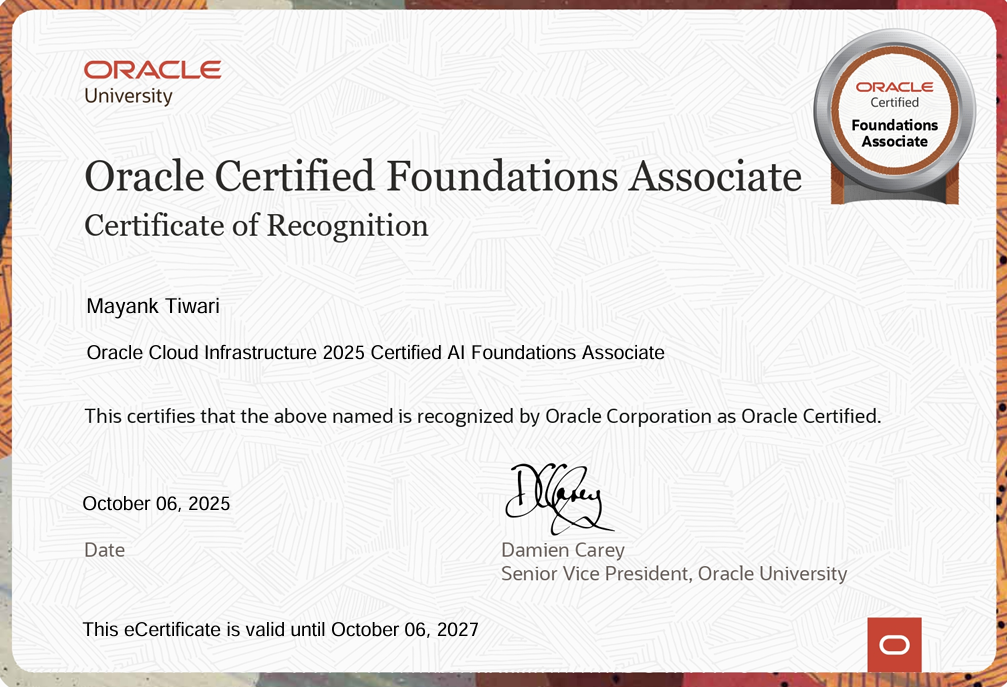 ORACLE
University
ORACLE
Certified
Foundations
Associate
Oracle Certified Foundations Associate
Certificate of Recognition
Mayank Tiwari
Oracle Cloud Infrastructure 2025 Certified AI Foundations Associate
This certifies that the above named is recognized by Oracle Corporation as Oracle Certified.
October 06, 2025
DCarey
Date
Damien Carey
Senior Vice President, Oracle University
This eCertificate is valid until October 06, 2027